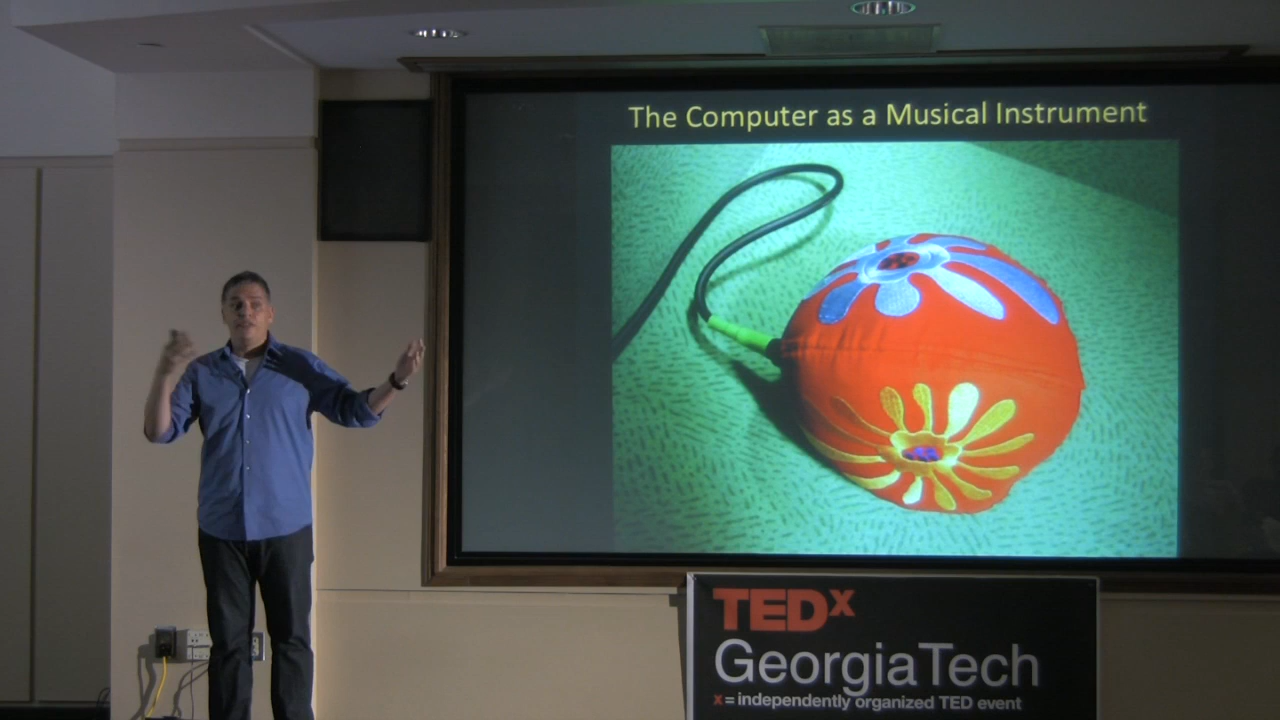 The Computer as a Musical Instrument
TEDx
GeorgiaTech
x = independently organized TED event